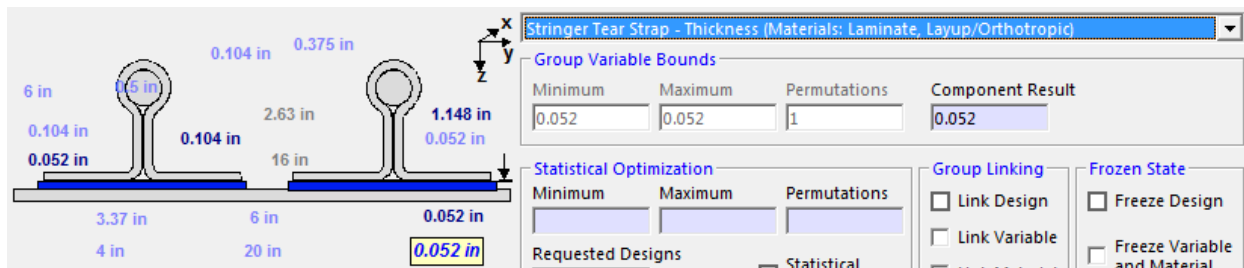 x
y
z
0.104 in
0.375 in
6 in
0.5 in
2.63 in
1.148 in
0.104 in
0.104 in
0.052 in
0.052 in
16 in
3.37 in
6 in
0.052 in
4 in
20 in
0.052 in
Stringer Tear Strap - Thickness (Materials: Laminate, Layup/Orthotropic)
Group Variable Bounds
Minimum Maximum Permutations Component Result
0.052 0.052 1 0.052
Statistical Optimization
Minimum Maximum Permutations
Requested Designs
Statistical
Group Linking
Link Design
Link Variable
Frozen State
Freeze Design
Freeze Variable
and Material